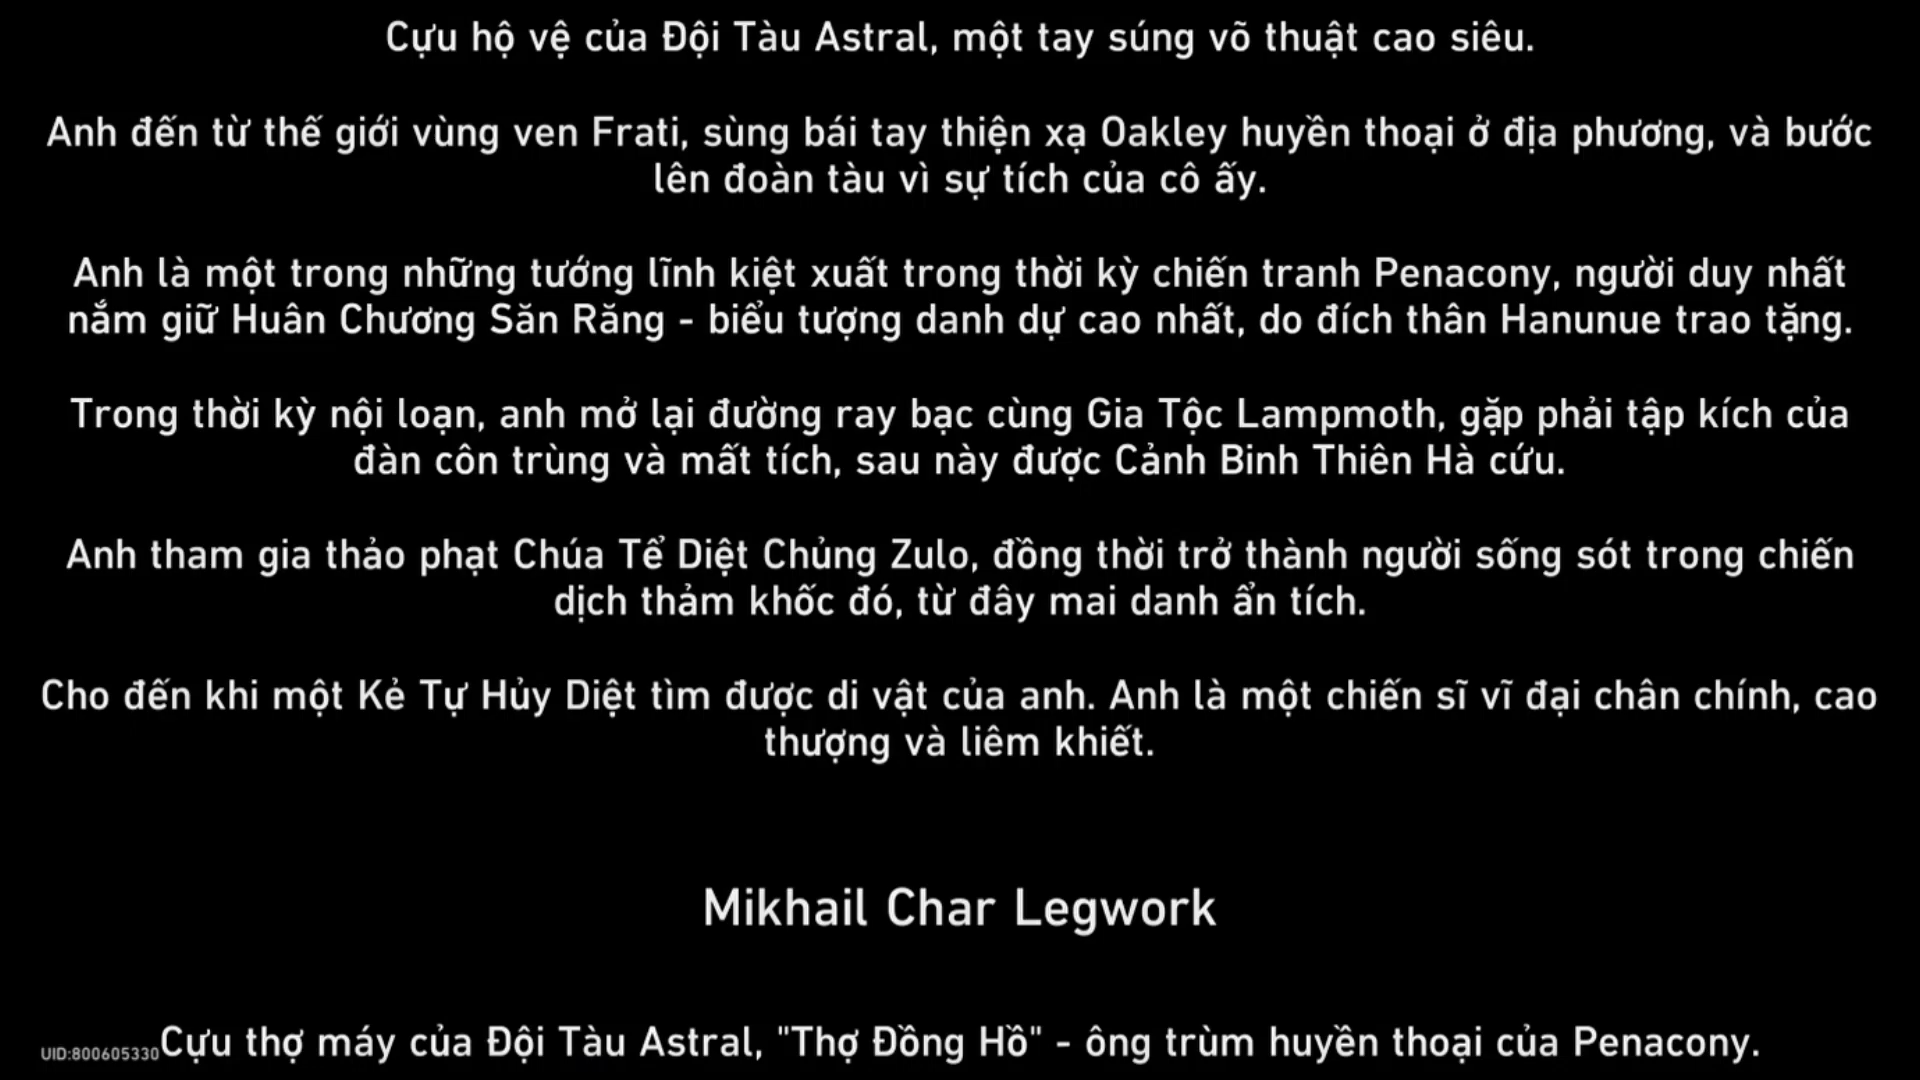 Cựu hộ vệ của Đội Tàu Astral, một tay súng võ thuật cao siêu.
Anh đến từ thế giới vùng ven Frati, sùng bái tay thiện xạ Oakley huyền thoại ở địa phương, và bước
lên đoàn tàu vì sự tích của cô ấy.
Anh là một trong những tướng lĩnh kiệt xuất trong thời kỳ chiến tranh Penacony, người duy nhất
nắm giữ Huân Chương Săn Răng - biểu tượng danh dự cao nhất, do đích thân Hanunue trao tặng.
Trong thời kỳ nội loạn, anh mở lại đường ray bạc cùng Gia Tộc Lampmoth, gặp phải tập kích của
đàn côn trùng và mất tích, sau này được Cảnh Binh Thiên Hà cứu.
Anh tham gia thảo phạt Chúa Tể Diệt Chủng Zulo, đồng thời trở thành người sống sót trong chiến
dịch thảm khốc đó, từ đây mai danh ẩn tích.
Cho đến khi một Kẻ Tự Hủy Diệt tìm được di vật của anh. Anh là một chiến sĩ vĩ đại chân chính, cao
thượng và liêm khiết.
Mikhail Char Legwork
Cựu thợ máy của Đội Tàu Astral, "Thợ Đồng Hồ" - ông trùm huyền thoại của Penacony.
UID:800605330